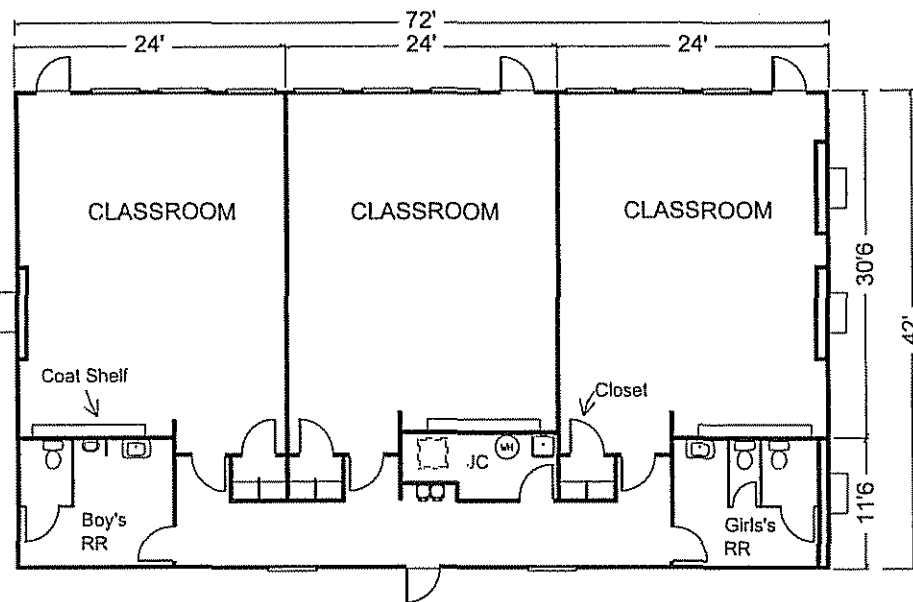 72'
24'
24'
24'
CLASSROOM
CLASSROOM
CLASSROOM
30'6
42'
Coat Shelf
Closet
WH
JC
11'6
Boy's
RR
Girls's
RR